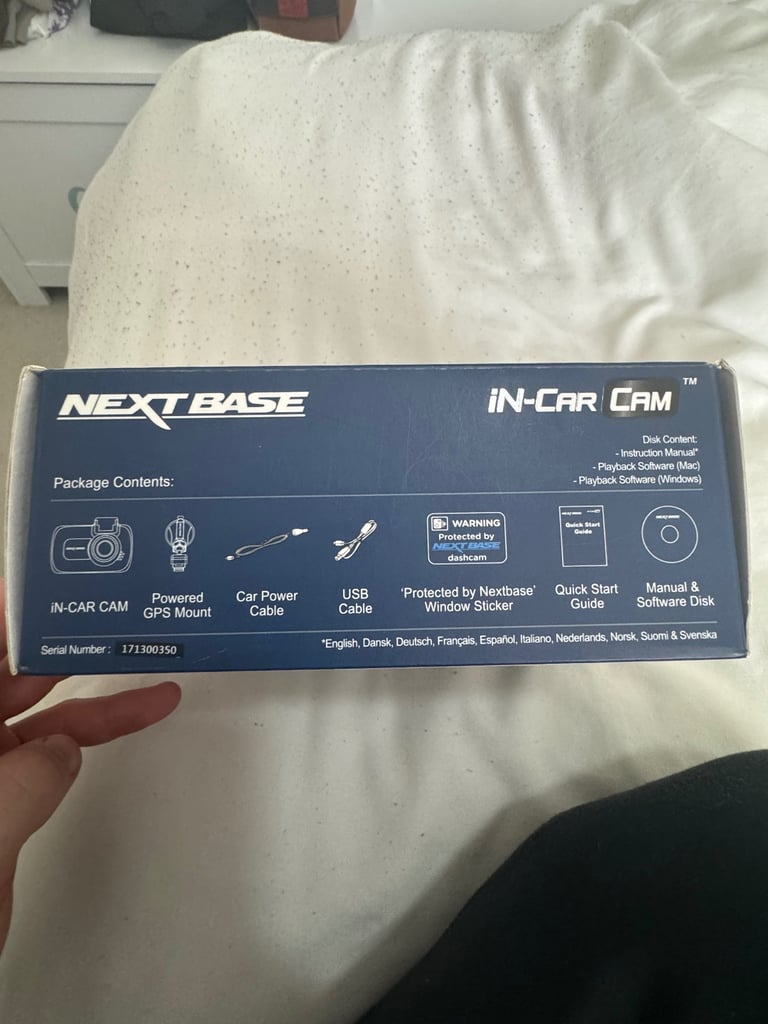 NEXTBASE
iN-CAR CAM™
Disk Content:
- Instruction Manual*
- Playback Software (Mac)
- Playback Software (Windows)
Package Contents:
WARNING
Protected by
NEXTBASE
dashcam
Quick Start
Guide
iN-CAR CAM
Powered
GPS Mount
Car Power
Cable
USB
Cable
'Protected by Nextbase'
Window Sticker
Quick Start
Guide
Manual &
Software Disk
Serial Number : 171300350
*English, Dansk, Deutsch, Français, Español, Italiano, Nederlands, Norsk, Suomi & Svenska